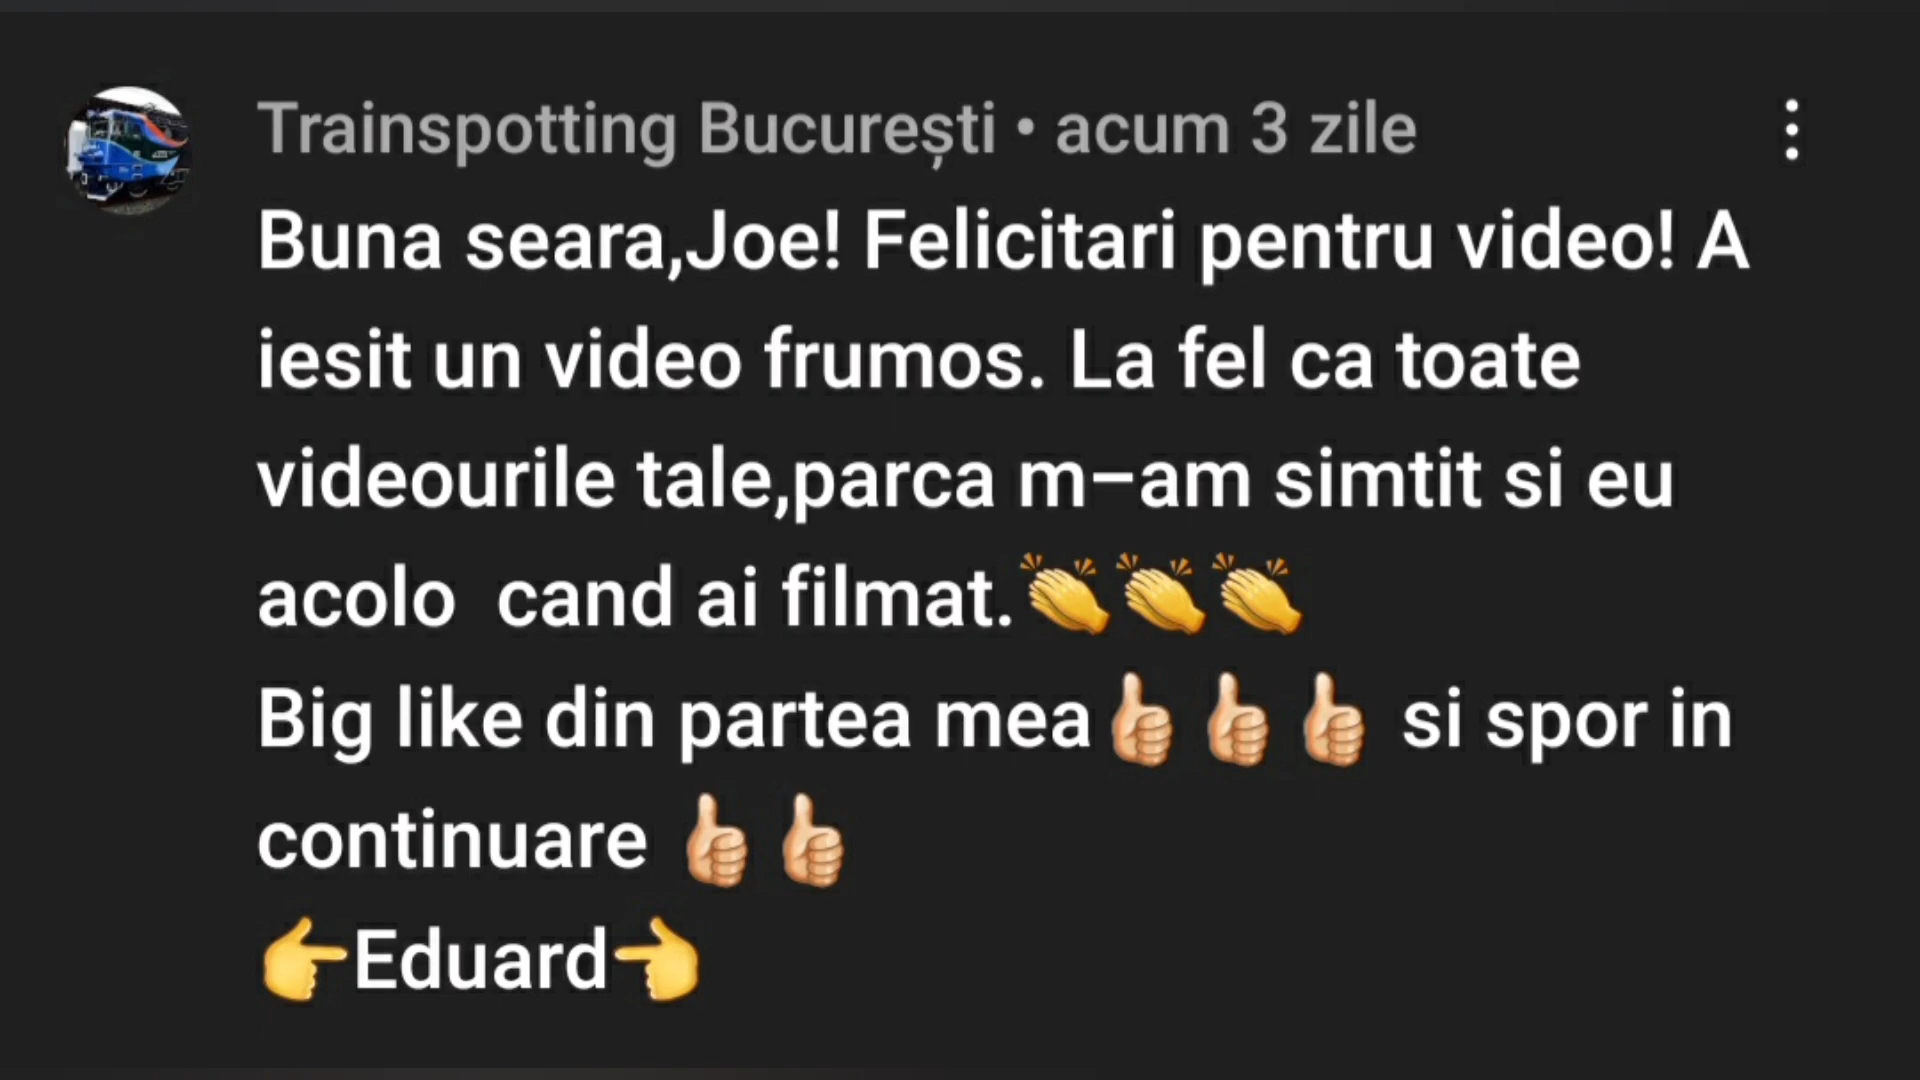 Trainspotting București • acum 3 zile
Buna seara,Joe! Felicitari pentru video! A
iesit un video frumos. La fel ca toate
videourile tale,parca m–am simtit si eu
acolo  cand ai filmat.👏👏👏
Big like din partea mea👍🏻👍🏻👍🏻 si spor in
continuare 👍🏻👍🏻
👉Eduard👈